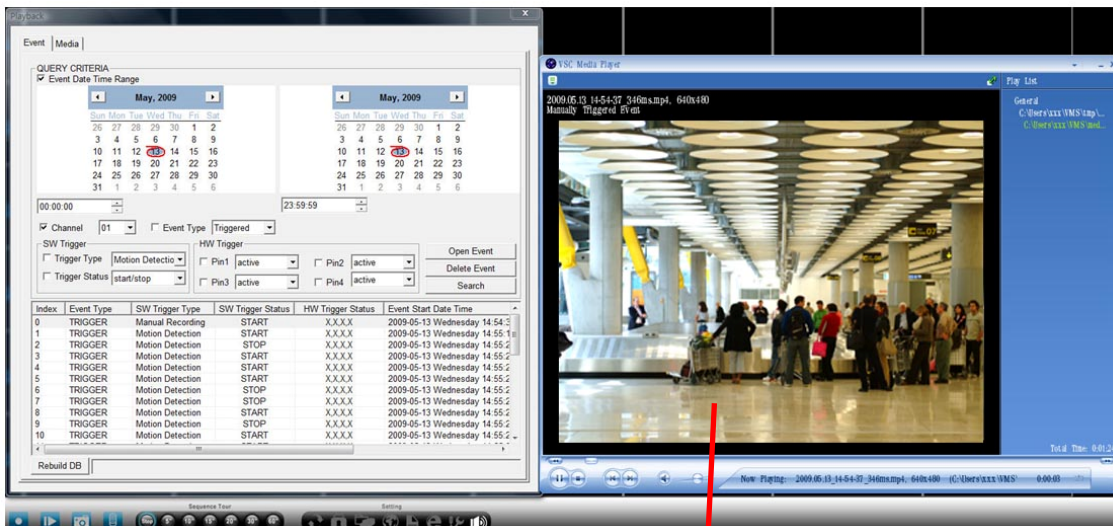 Playback
Event Media
QUERY CRITERIA
Event Date Time Range
May, 2009
Sun Mon Tue Wed Thu Fri Sat
26 27 28 29 30 1 2
3 4 5 6 7 8 9
10 11 12 13 14 15 16
17 18 19 20 21 22 23
24 25 26 27 28 29 30
31 1 2 3 4 5 6
May, 2009
Sun Mon Tue Wed Thu Fri Sat
26 27 28 29 30 1 2
3 4 5 6 7 8 9
10 11 12 13 14 15 16
17 18 19 20 21 22 23
24 25 26 27 28 29 30
31 1 2 3 4 5 6
00:00:00
23:59:59
Channel 01 Event Type Triggered
SW Trigger
Trigger Type Motion Detectio
Trigger Status start/stop
HW Trigger
Pin1 active Pin2 active
Pin3 active Pin4 active
Open Event
Delete Event
Search
Index Event Type SW Trigger Type SW Trigger Status HW Trigger Status Event Start Date Time
0 TRIGGER Manual Recording START X,X,X,X 2009-05-13 Wednesday 14:54:3
1 TRIGGER Motion Detection START X,X,X,X 2009-05-13 Wednesday 14:55:1
2 TRIGGER Motion Detection STOP X,X,X,X 2009-05-13 Wednesday 14:55:2
3 TRIGGER Motion Detection START X,X,X,X 2009-05-13 Wednesday 14:55:2
4 TRIGGER Motion Detection START X,X,X,X 2009-05-13 Wednesday 14:55:2
5 TRIGGER Motion Detection START X,X,X,X 2009-05-13 Wednesday 14:55:2
6 TRIGGER Motion Detection STOP X,X,X,X 2009-05-13 Wednesday 14:55:2
7 TRIGGER Motion Detection STOP X,X,X,X 2009-05-13 Wednesday 14:55:2
8 TRIGGER Motion Detection START X,X,X,X 2009-05-13 Wednesday 14:55:2
9 TRIGGER Motion Detection STOP X,X,X,X 2009-05-13 Wednesday 14:55:2
10 TRIGGER Motion Detection START X,X,X,X 2009-05-13 Wednesday 14:55:2
Rebuild DB
VSC Media Player
2009.05.13_14-54-37_346ms.mp4, 640x480
Manually Triggered Event
Play List
General
C:\Users\xxx\VMS\tmp\...
C:\Users\xxx\VMS\med...
Total Time: 0:01:24
Now Playing: 2009.05.13_14-54-37_346ms.mp4, 640x480 (C:\Users\xxx\VMS\ 0:00:03
Sequence Tour
Setting